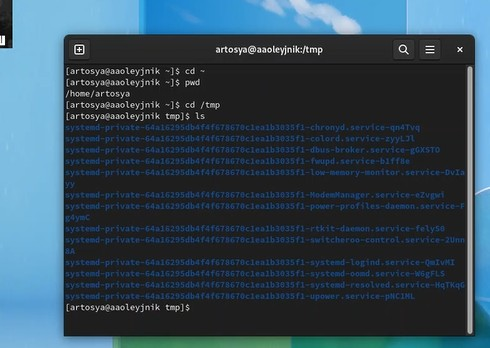 artosya@aaoleyjnik:/tmp
[artosya@aaoleyjnik ~]$ cd ~
[artosya@aaoleyjnik ~]$ pwd
/home/artosya
[artosya@aaoleyjnik ~]$ cd /tmp
[artosya@aaoleyjnik tmp]$ ls
systemd-private-64a16295db4f4f678670c1ea1b3035f1-chronyd.service-qn4Tvq
systemd-private-64a16295db4f4f678670c1ea1b3035f1-colord.service-zyyLJl
systemd-private-64a16295db4f4f678670c1ea1b3035f1-dbus-broker.service-gGXSTO
systemd-private-64a16295db4f4f678670c1ea1b3035f1-fwupd.service-b1ff8e
systemd-private-64a16295db4f4f678670c1ea1b3035f1-low-memory-monitor.service-DvIa
yy
systemd-private-64a16295db4f4f678670c1ea1b3035f1-ModemManager.service-eZvgwi
systemd-private-64a16295db4f4f678670c1ea1b3035f1-power-profiles-daemon.service-F
g4ymC
systemd-private-64a16295db4f4f678670c1ea1b3035f1-rtkit-daemon.service-felyS0
systemd-private-64a16295db4f4f678670c1ea1b3035f1-switcheroo-control.service-2Unn
8A
systemd-private-64a16295db4f4f678670c1ea1b3035f1-systemd-logind.service-QmIvMI
systemd-private-64a16295db4f4f678670c1ea1b3035f1-systemd-oomd.service-W6gFLS
systemd-private-64a16295db4f4f678670c1ea1b3035f1-systemd-resolved.service-HqTKqG
systemd-private-64a16295db4f4f678670c1ea1b3035f1-upower.service-pNC1ML
[artosya@aaoleyjnik tmp]$